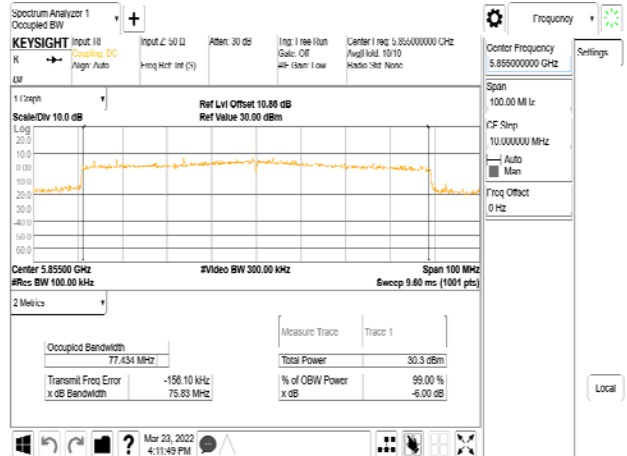 Spectrum Analyzer 1
Occupied BW
+
Frequency
KEYSIGHT
Input: RF
Coupling: DC
Align: Auto
Input Z: 50 Ω
Freq Ref: Int (S)
Atten: 30 dB
Trig: Free Run
Gate: Off
#IF Gain: Low
Center Freq: 5.855000000 GHz
Avg|Hold: 10/10
Radio Std: None
R
Center Frequency
5.855000000 GHz
Settings
Span
100.00 MHz
CF Step
10.000000 MHz
Auto
Man
Freq Offset
0 Hz
1 Graph
Scale/Div 10.0 dB
Ref Lvl Offset 10.86 dB
Ref Value 30.00 dBm
Log
20.0
10.0
0.00
10.0
20.0
30.0
-40.0
50.0
60.0
Center 5.85500 GHz
#Video BW 300.00 kHz
Span 100 MHz
#Res BW 100.00 kHz
Sweep 9.60 ms (1001 pts)
2 Metrics
Measure Trace
Trace 1
Occupied Bandwidth
77.434 MHz
Total Power
30.3 dBm
Transmit Freq Error
-156.10 kHz
% of OBW Power
99.00 %
x dB Bandwidth
75.83 MHz
x dB
-6.00 dB
Local
?
Mar 23, 2022
4:11:49 PM